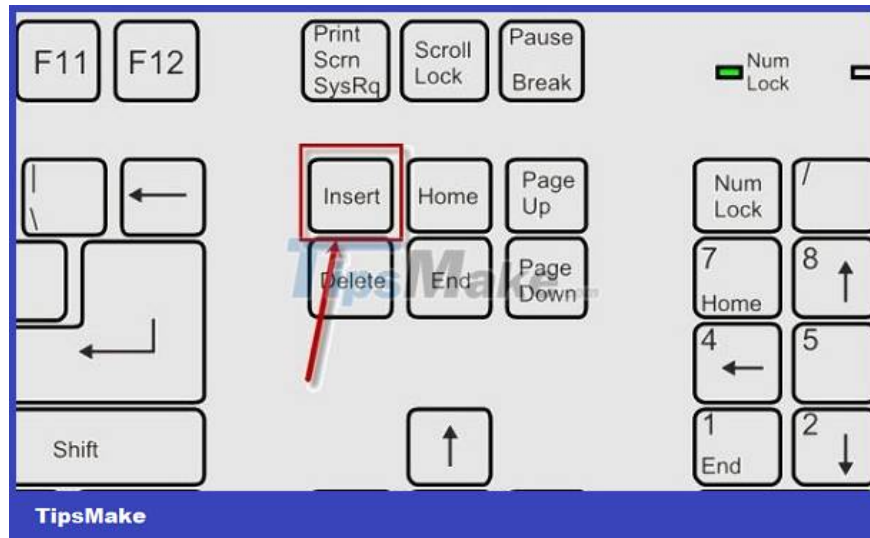 F11
F12
Print
Scrn
SysRq
Scroll
Lock
Pause
Break
Num
Lock
|
\
Insert
Home
Page
Up
Num
Lock
/
TipsMake
Delete
End
Page
Down
7
Home
8
4
5
Shift
1
End
2
TipsMake